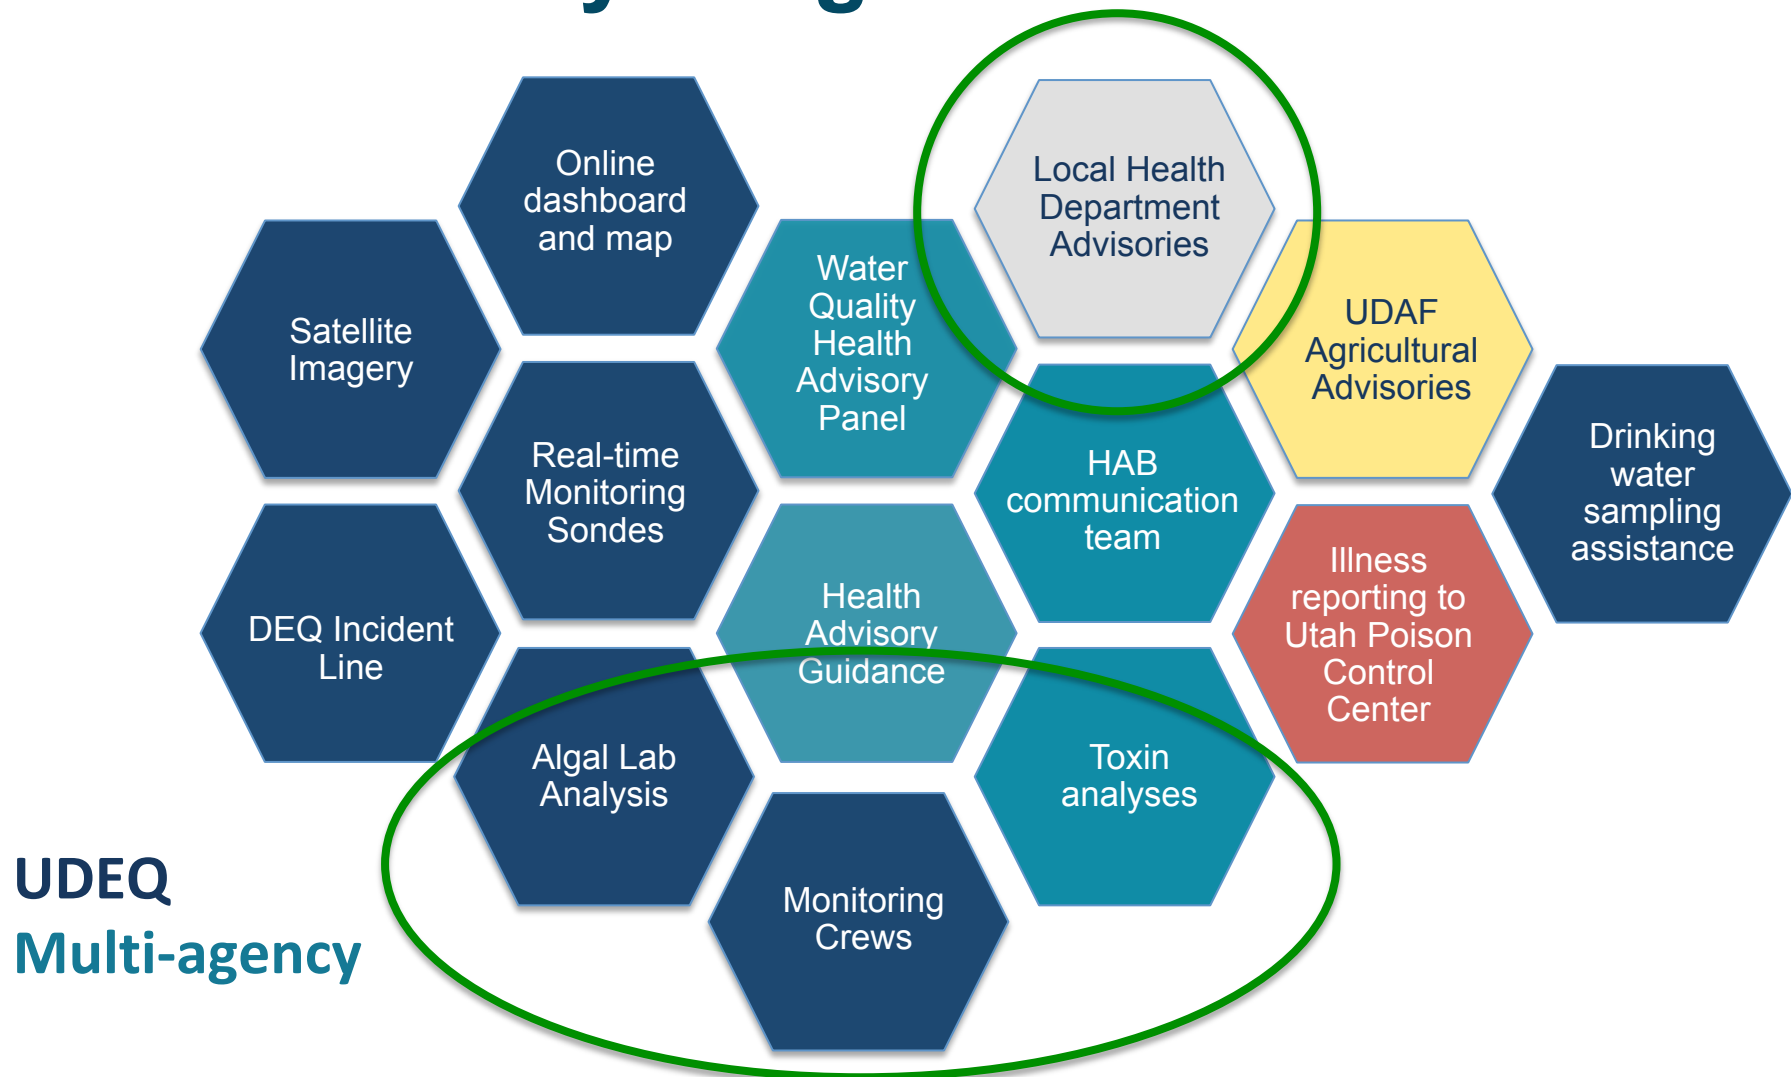 Online
dashboard
and map
Local Health
Department
Advisories
Satellite
Imagery
Water
Quality
Health
Advisory
Panel
UDAF
Agricultural
Advisories
Real-time
Monitoring
Sondes
HAB
communication
team
Drinking
water
sampling
assistance
DEQ Incident
Line
Health
Advisory
Guidance
Illness
reporting to
Utah Poison
Control
Center
Algal Lab
Analysis
Toxin
analyses
Monitoring
Crews
UDEQ
Multi-agency